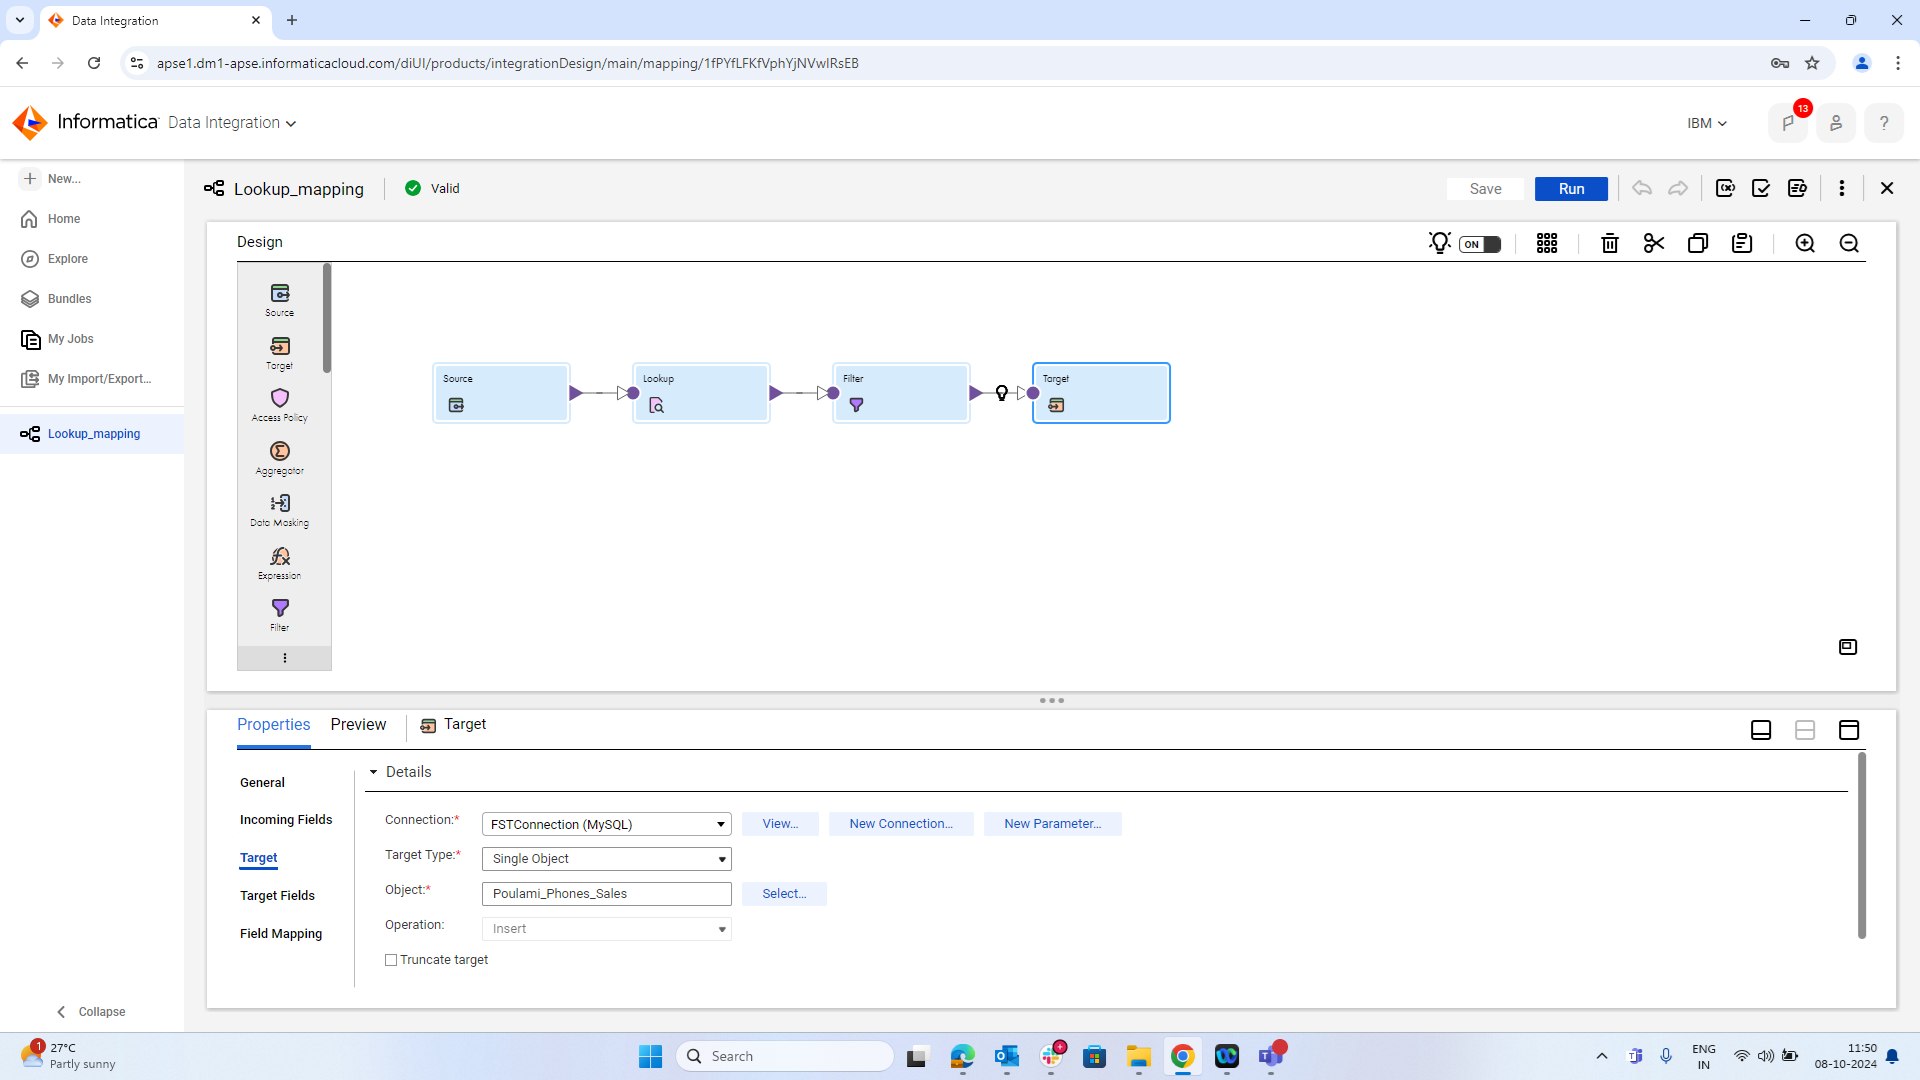 Data Integration
apse1.dm1-apse.informaticacloud.com/diUI/products/integrationDesign/main/mapping/1fPYfLFKfVphYjNVwIRsEB
Informatica Data Integration
IBM
13
?
New...
Home
Explore
Bundles
My Jobs
My Import/Export...
Lookup_mapping
Collapse
Lookup_mapping
Valid
Save
Run
Design
ON
Source
Target
Access Policy
Aggregator
Data Masking
Expression
Filter
Source
Lookup
Filter
Target
Properties
Preview
Target
General
Incoming Fields
Target
Target Fields
Field Mapping
Details
Connection:*
FSTConnection (MySQL)
View...
New Connection...
New Parameter...
Target Type:*
Single Object
Object:*
Poulami_Phones_Sales
Select...
Operation:
Insert
Truncate target
1
27°C
Partly sunny
Search
ENG
IN
11:50
08-10-2024